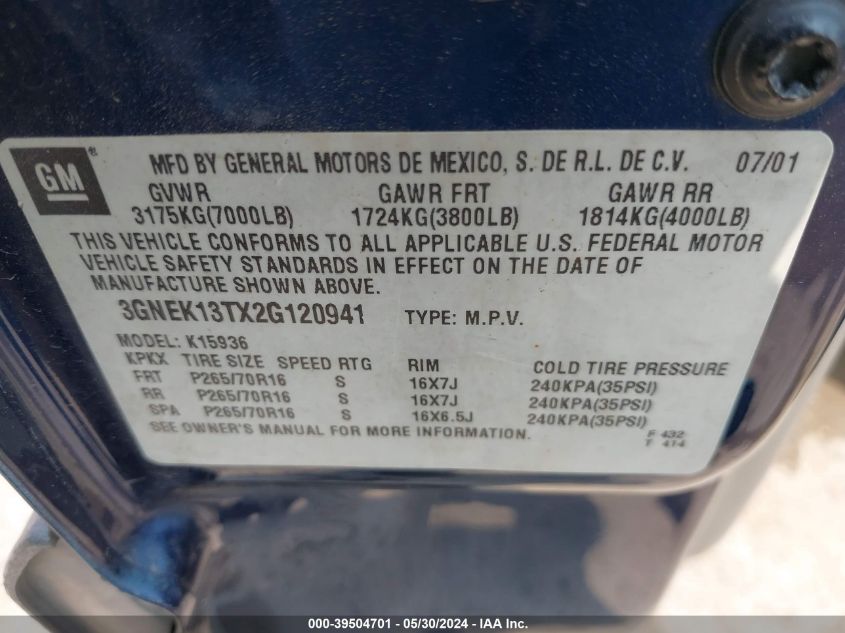 GM®
MFD BY GENERAL MOTORS DE MEXICO, S. DE R.L. DE C.V. 07/01
GVWR GAWR FRT GAWR RR
3175KG(7000LB) 1724KG(3800LB) 1814KG(4000LB)
THIS VEHICLE CONFORMS TO ALL APPLICABLE U.S. FEDERAL MOTOR
VEHICLE SAFETY STANDARDS IN EFFECT ON THE DATE OF
MANUFACTURE SHOWN ABOVE.
3GNEK13TX2G120941 TYPE: M.P.V.
MODEL: K15936
KPKX TIRE SIZE SPEED RTG RIM COLD TIRE PRESSURE
FRT P265/70R16 S 16X7J 240KPA(35PSI)
RR P265/70R16 S 16X7J 240KPA(35PSI)
SPA P265/70R16 S 16X6.5J 240KPA(35PSI)
SEE OWNER'S MANUAL FOR MORE INFORMATION.
F 432
T 414
000-39504701 - 05/30/2024 - IAA Inc.